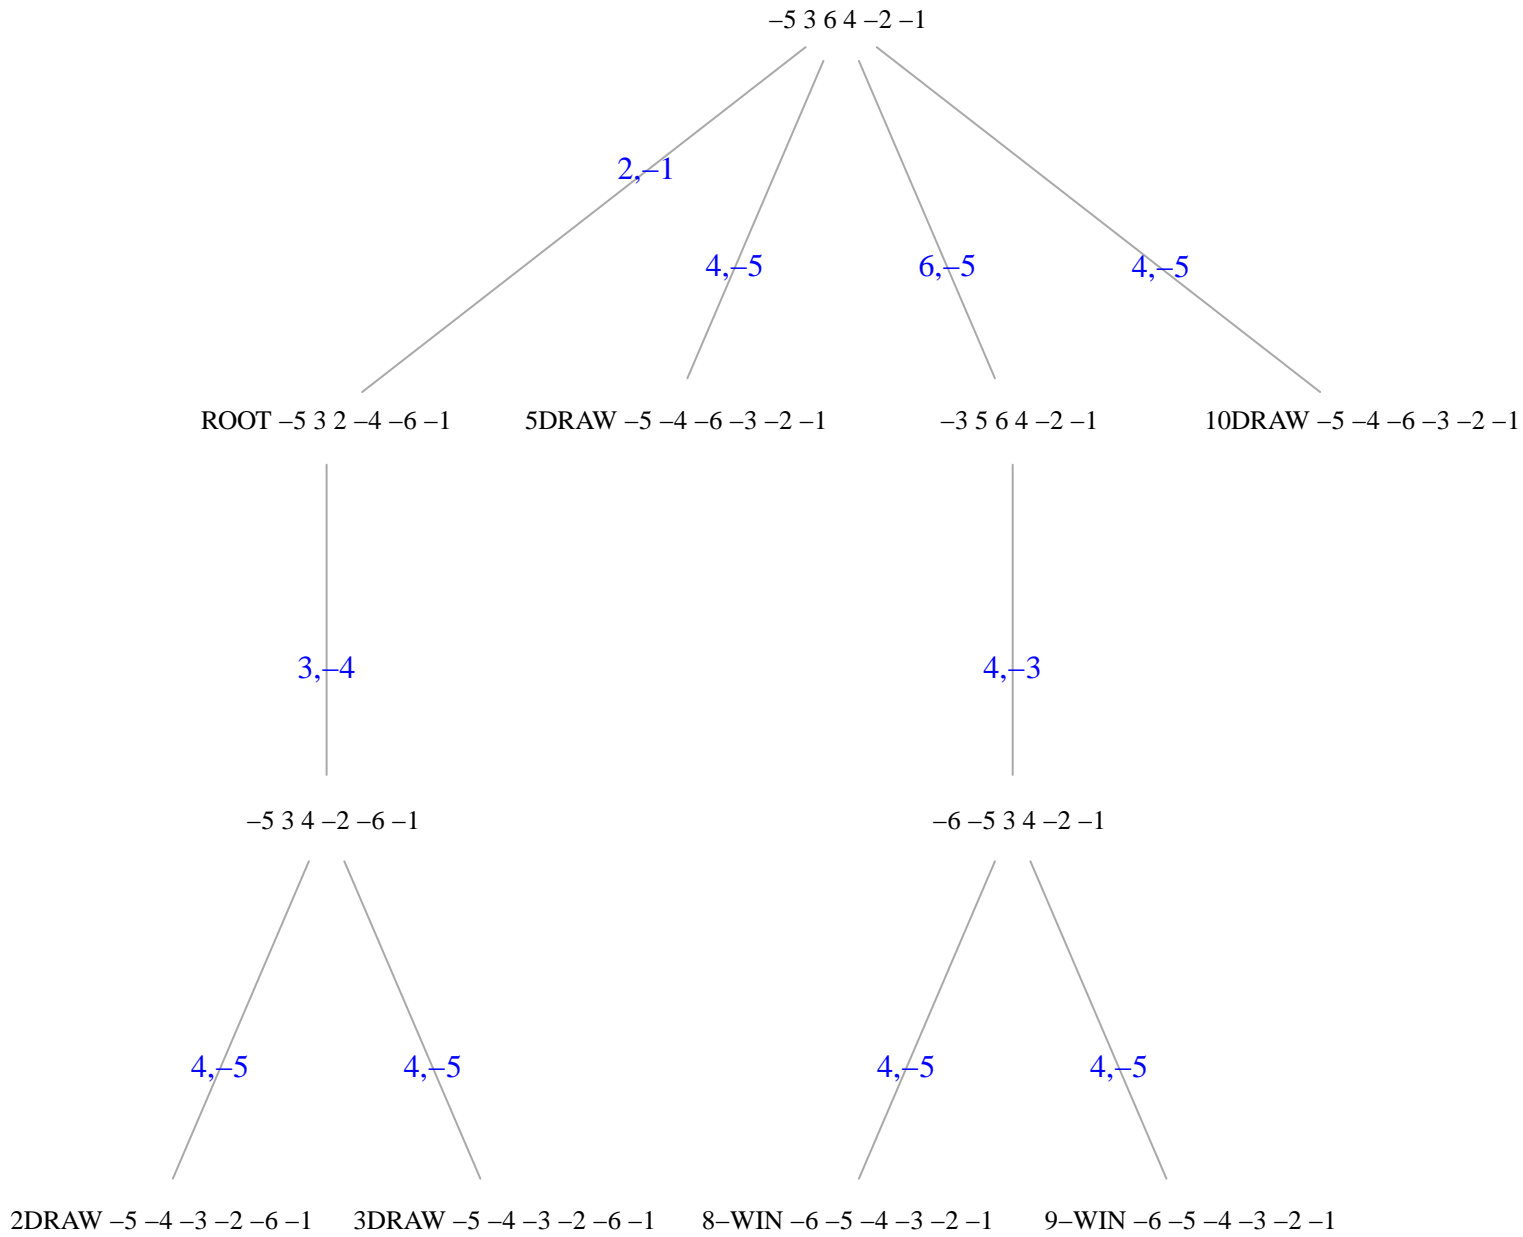 –5 3 6 4 –2 –1
2,–1
4,–5
6,–5
4,–5
ROOT –5 3 2 –4 –6 –1
5DRAW –5 –4 –6 –3 –2 –1
–3 5 6 4 –2 –1
10DRAW –5 –4 –6 –3 –2 –1
3,–4
4,–3
–5 3 4 –2 –6 –1
–6 –5 3 4 –2 –1
4,–5
4,–5
4,–5
4,–5
2DRAW –5 –4 –3 –2 –6 –1
3DRAW –5 –4 –3 –2 –6 –1
8–WIN –6 –5 –4 –3 –2 –1
9–WIN –6 –5 –4 –3 –2 –1